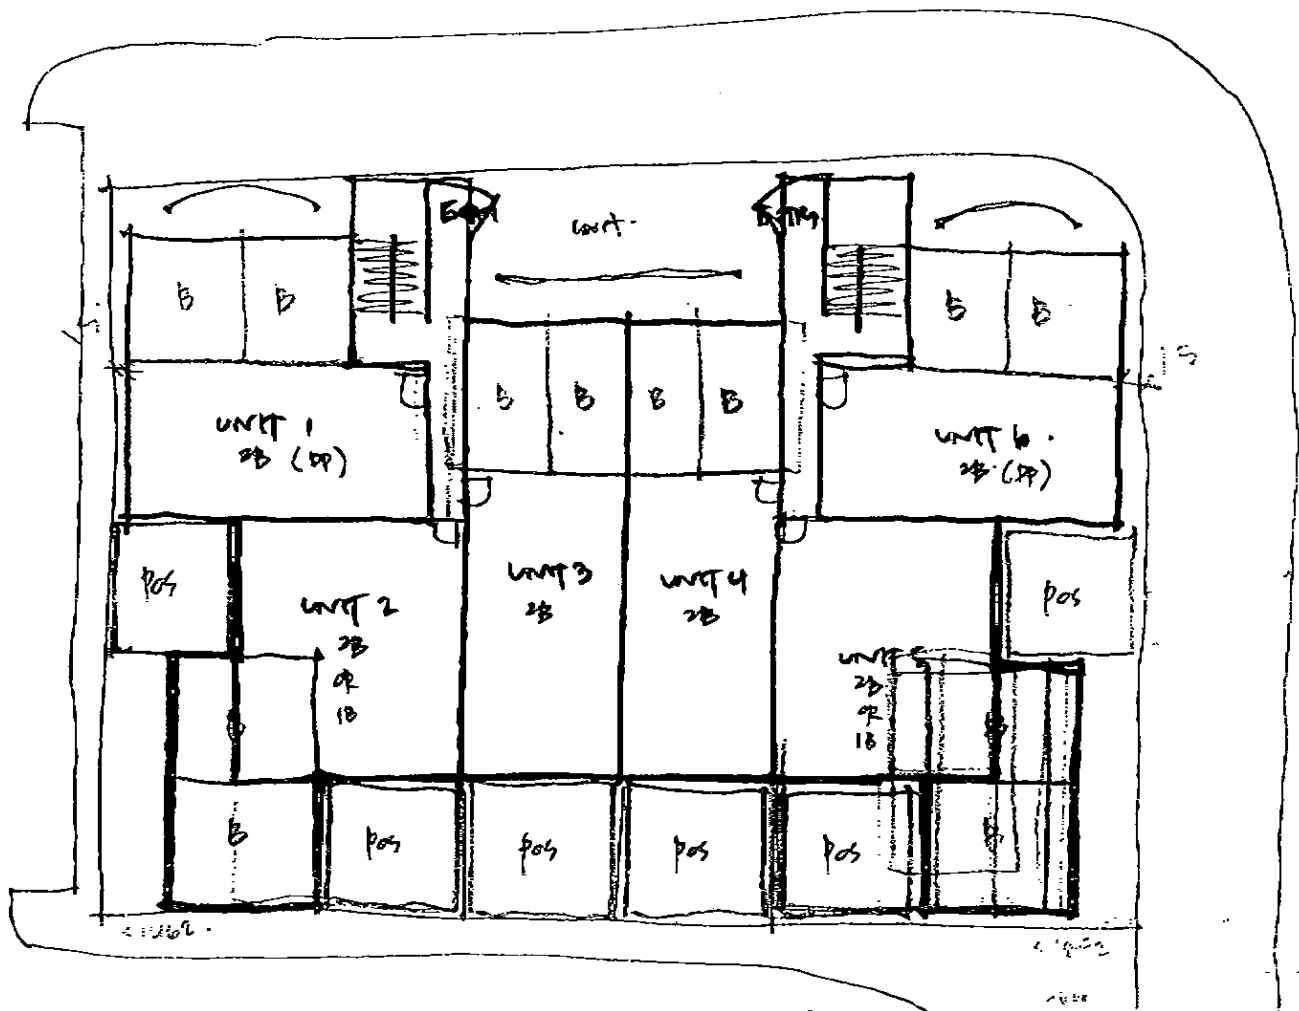 Entry
Court.
Entry
B
B
B
B
B
B
B
B
UNIT 1
2B (DP)
UNIT 6.
2B. (DP)
POS
UNIT 2
2B
OR
1B
UNIT 3
2B
UNIT 4
2B
UNIT 5
2B
OR
1B
POS
B
B
B
POS
POS
POS
POS
B